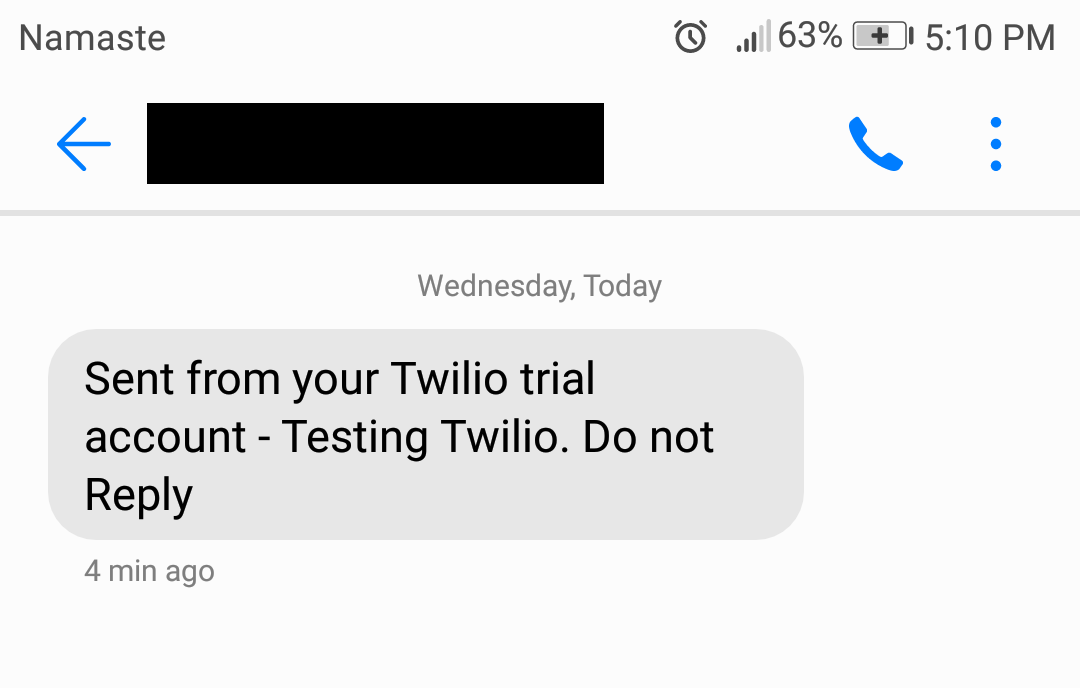 Namaste 63% 5:10 PM
Wednesday, Today
Sent from your Twilio trial
account - Testing Twilio. Do not
Reply
4 min ago